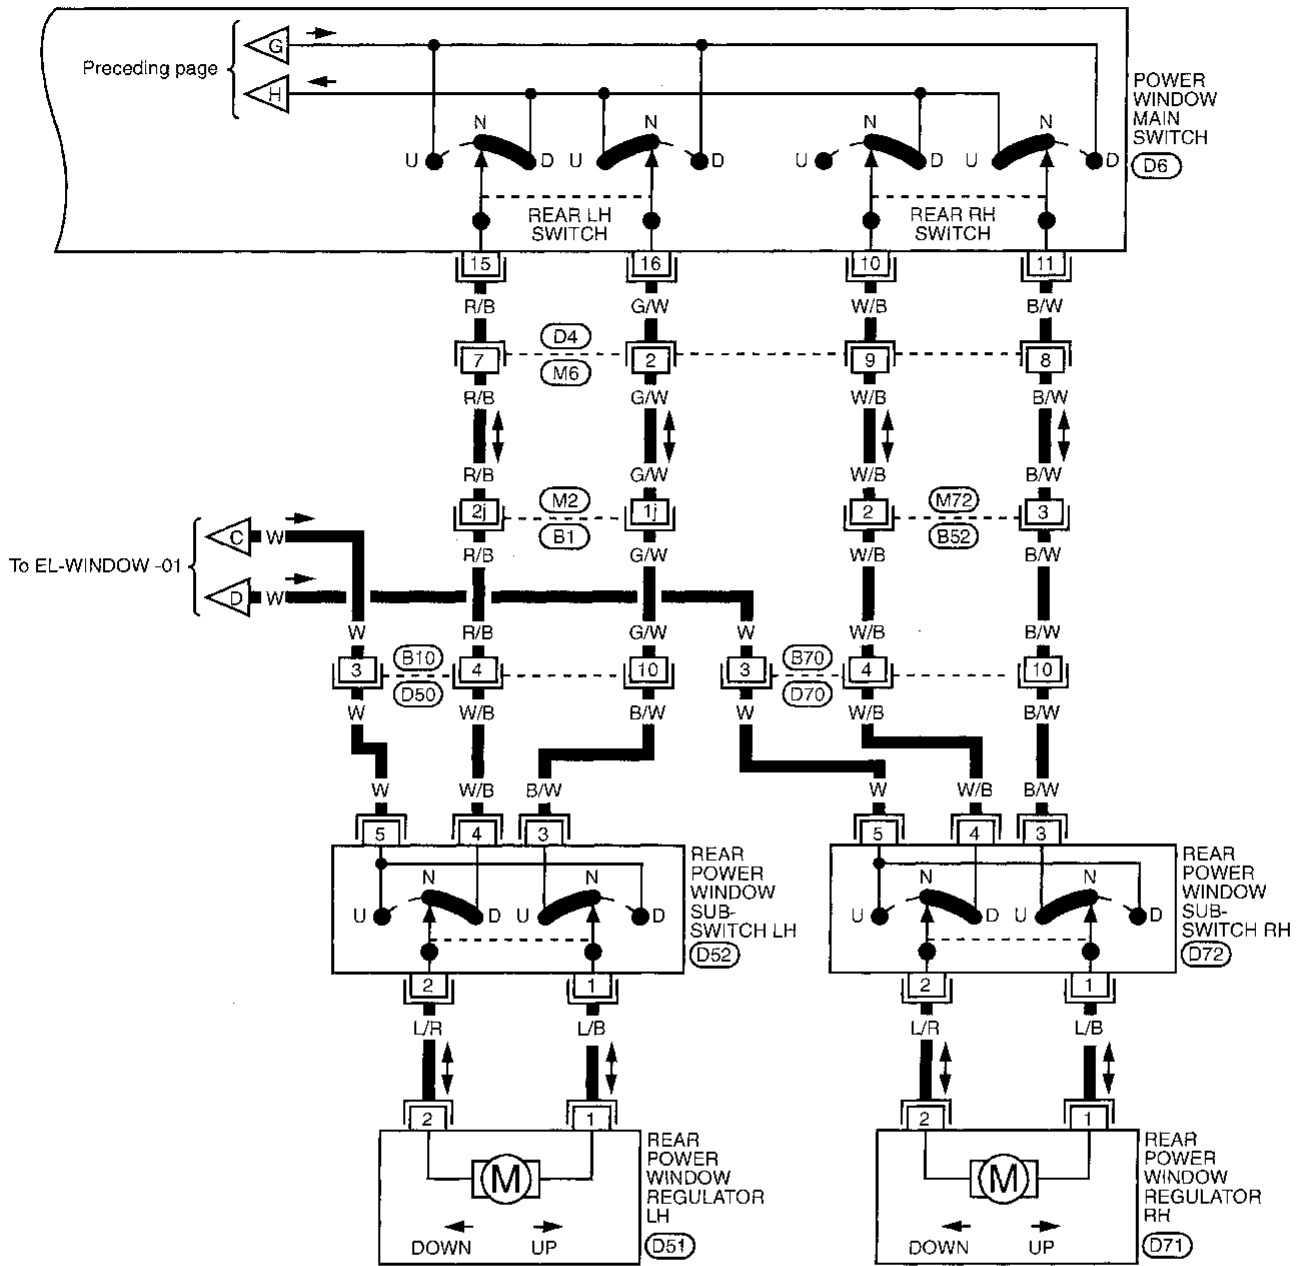 G
Preceding page
H
POWER
WINDOW
MAIN
SWITCH
D6
N N N N
U D U D U U D
REAR LH
SWITCH
REAR RH
SWITCH
15 16 10 11
R/B G/W W/B B/W
D4
7 2 9 8
M6
R/B G/W W/B B/W
R/B G/W W/B B/W
M2 M72
2j 1j 2 3
B1 B52
C W
R/B G/W W/B B/W
To EL-WINDOW -01
D W
W R/B G/W W W/B B/W
B10 B70
3 4 10 3 4 10
D50 D70
W W/B B/W W W/B B/W
W W/B B/W W W/B B/W
5 4 3 5 4 3
REAR
POWER
WINDOW
SUB-
SWITCH LH
D52
REAR
POWER
WINDOW
SUB-
SWITCH RH
D72
N N N N
U D U D U D U D
2 1 2 1
L/R L/B L/R L/B
2 1 2 1
REAR
POWER
WINDOW
REGULATOR
LH
D51
REAR
POWER
WINDOW
REGULATOR
RH
D71
M M
DOWN UP DOWN UP